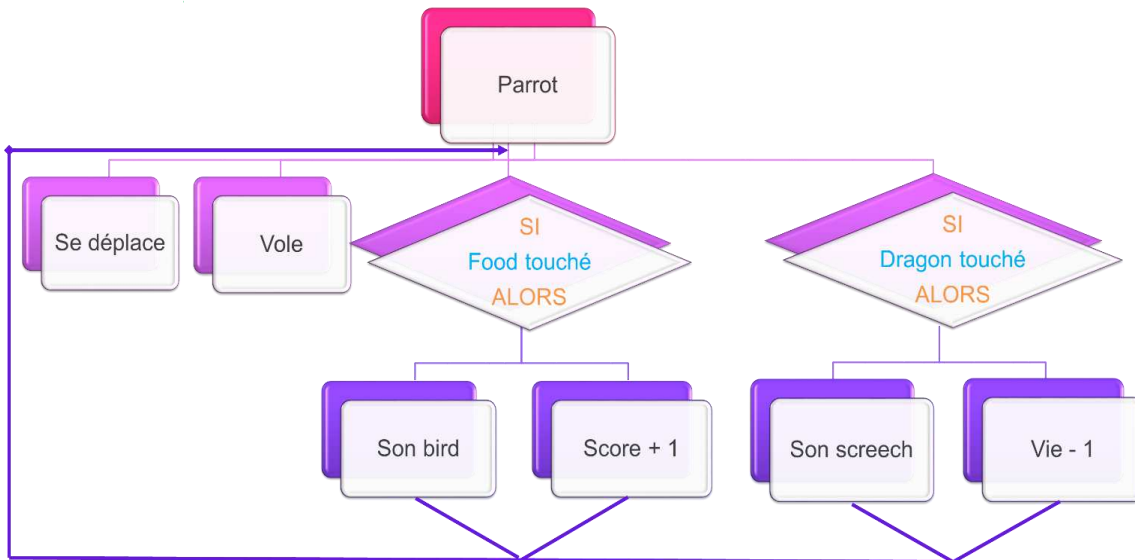 Parrot
Se déplace
Vole
SI
Food touché
ALORS
SI
Dragon touché
ALORS
Son bird
Score + 1
Son screech
Vie - 1